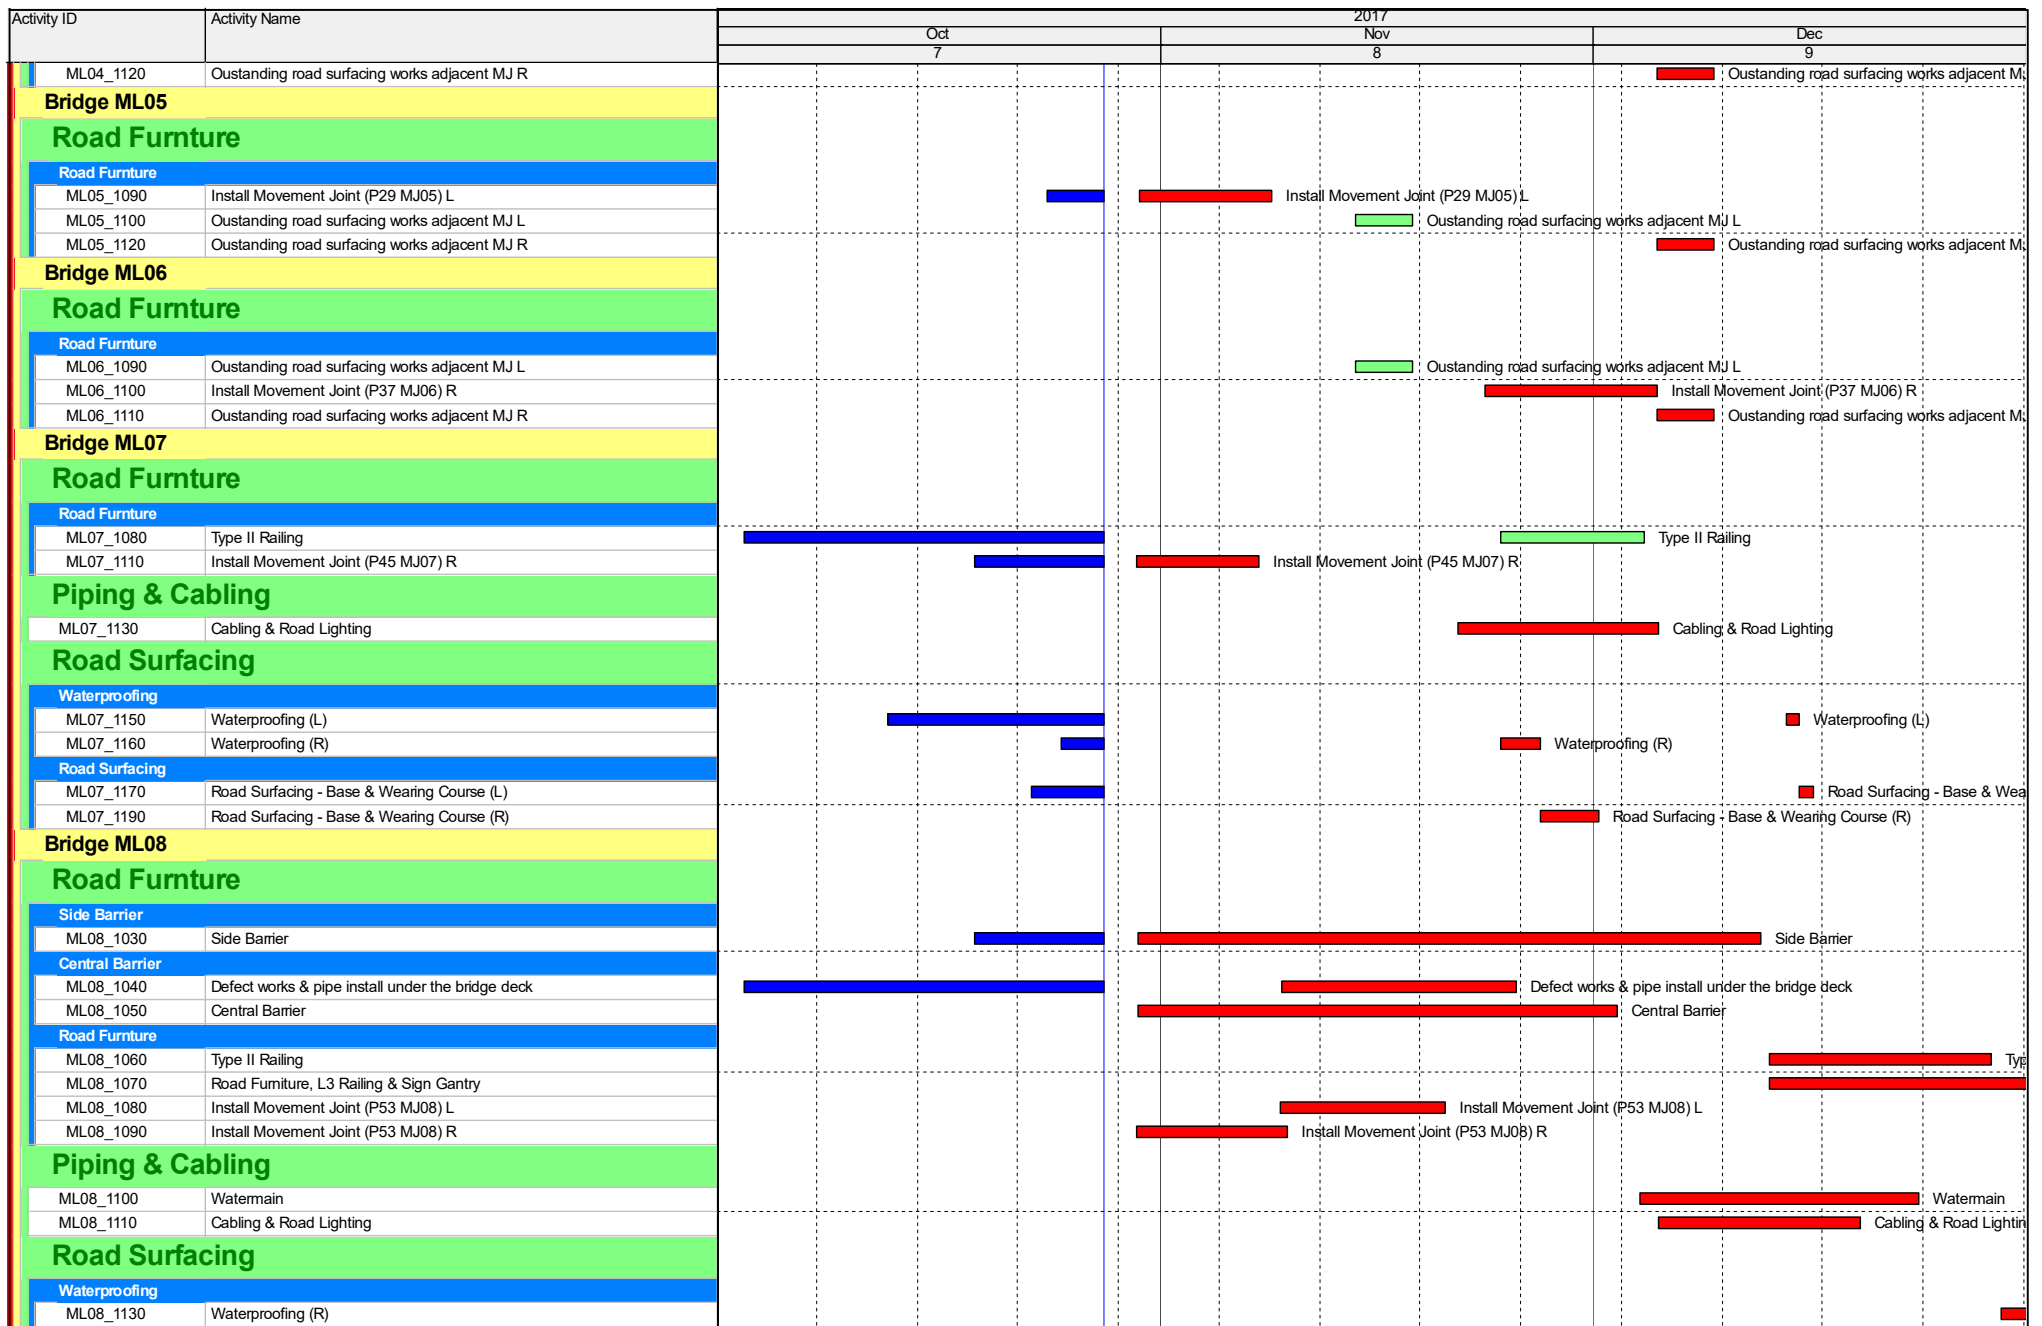 Activity ID Activity Name 2017
Oct Nov Dec
7 8 9
ML04_1120 Oustanding road surfacing works adjacent MJ R Oustanding road surfacing works adjacent M
Bridge ML05
Road Furnture
Road Furnture
ML05_1090 Install Movement Joint (P29 MJ05) L Install Movement Joint (P29 MJ05) L
ML05_1100 Oustanding road surfacing works adjacent MJ L Oustanding road surfacing works adjacent MJ L
ML05_1120 Oustanding road surfacing works adjacent MJ R Oustanding road surfacing works adjacent M
Bridge ML06
Road Furnture
Road Furnture
ML06_1090 Oustanding road surfacing works adjacent MJ L Oustanding road surfacing works adjacent MJ L
ML06_1100 Install Movement Joint (P37 MJ06) R Install Movement Joint (P37 MJ06) R
ML06_1110 Oustanding road surfacing works adjacent MJ R Oustanding road surfacing works adjacent M
Bridge ML07
Road Furnture
Road Furnture
ML07_1080 Type II Railing Type II Railing
ML07_1110 Install Movement Joint (P45 MJ07) R Install Movement Joint (P45 MJ07) R
Piping & Cabling
ML07_1130 Cabling & Road Lighting Cabling & Road Lighting
Road Surfacing
Waterproofing
ML07_1150 Waterproofing (L) Waterproofing (L)
ML07_1160 Waterproofing (R) Waterproofing (R)
Road Surfacing
ML07_1170 Road Surfacing - Base & Wearing Course (L) Road Surfacing - Base & Wea
ML07_1190 Road Surfacing - Base & Wearing Course (R) Road Surfacing - Base & Wearing Course (R)
Bridge ML08
Road Furnture
Side Barrier
ML08_1030 Side Barrier Side Barrier
Central Barrier
ML08_1040 Defect works & pipe install under the bridge deck Defect works & pipe install under the bridge deck
ML08_1050 Central Barrier Central Barrier
Road Furnture
ML08_1060 Type II Railing Typ
ML08_1070 Road Furniture, L3 Railing & Sign Gantry
ML08_1080 Install Movement Joint (P53 MJ08) L Install Movement Joint (P53 MJ08) L
ML08_1090 Install Movement Joint (P53 MJ08) R Install Movement Joint (P53 MJ08) R
Piping & Cabling
ML08_1100 Watermain Watermain
ML08_1110 Cabling & Road Lighting Cabling & Road Lightin
Road Surfacing
Waterproofing
ML08_1130 Waterproofing (R)